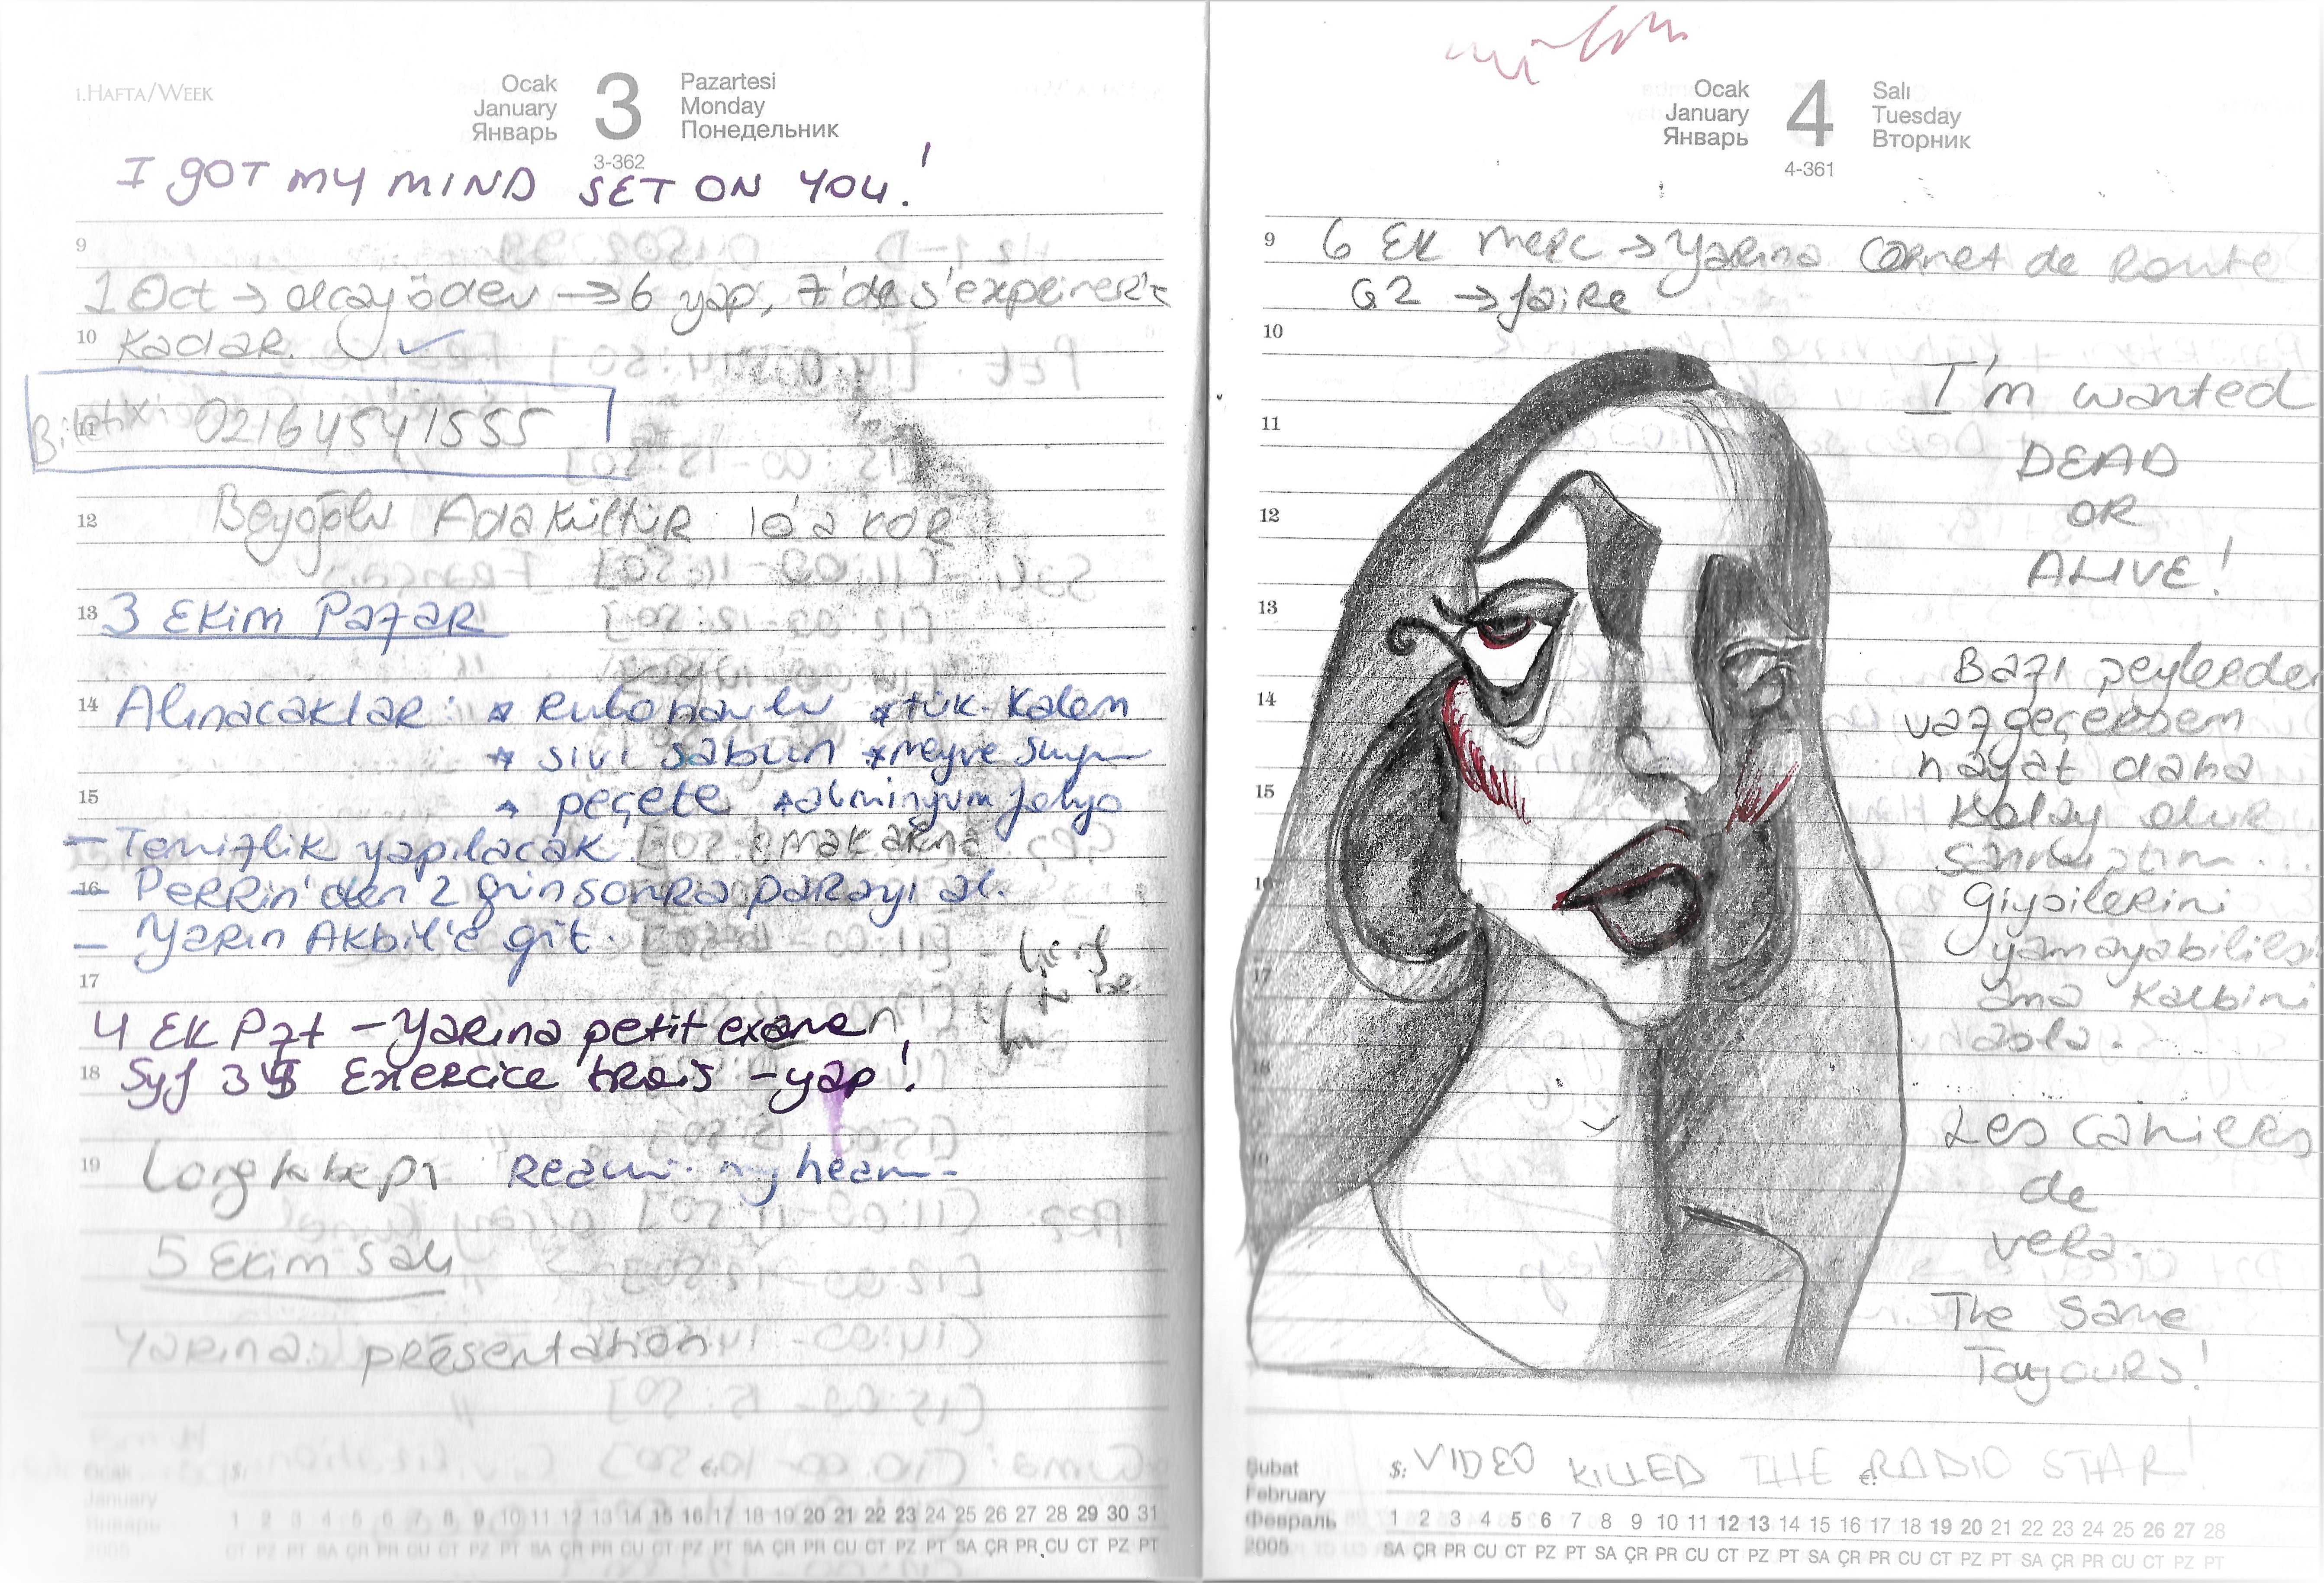 1.HAFTA/WEEK
Ocak
January
Январь
3
Pazartesi
Monday
Понедельник
3-362
I GOT MY MIND SET ON YOU!
9
1 Oct → olcay ödev → 6 yap, 7'de s'exprimer'e
10 kadar. ✓
11 Biletix: 02164541555
12 Beyoğlu Ada Kültür 10'a kdr
13 3 Ekim Pazar
14 Alınacaklar: * Rulo havlu * tük. Kalem
* sıvı sabun * meyve suyu
15 * peçete * alminyum folyo
- Temizlik yapılacak. * makarna
16 - Perrin'den 2 gün sonra parayı al.
- Yarın Akbil'e git.
17
4 Ek Pzt - Yarına petit examen
18 Syf 35 Exercice trois - yap!
19
5 Ekim Salı
Yarına: présentation
Ocak
January
Январь
2005
$:
€:
1 2 3 4 5 6 7 8 9 10 11 12 13 14 15 16 17 18 19 20 21 22 23 24 25 26 27 28 29 30 31
CT PZ PT SA ÇR PR CU CT PZ PT SA ÇR PR CU CT PZ PT SA ÇR PR CU CT PZ PT SA ÇR PR CU CT PZ PT
Ocak
January
Январь
4
Salı
Tuesday
Вторник
4-361
9 6 Ek Merc → Yarına Carnet de Route
G2 → faire
10
I'm wanted
11
DEAD
12 OR
ALIVE!
13
Bazı şeylerden
14 vazgeçersem
hayat daha
15 kolay olur
sanmıştım...
16 Giysilerini
yamayabilirsin
17 ama kalbini
asla.
18
Les cahiers
de
vera.
The Same
Toujours!
$: VIDEO KILLED THE €: RADIO STAR!
Şubat
February
Февраль
2005
1 2 3 4 5 6 7 8 9 10 11 12 13 14 15 16 17 18 19 20 21 22 23 24 25 26 27 28
SA ÇR PR CU CT PZ PT SA ÇR PR CU CT PZ PT SA ÇR PR CU CT PZ PT SA ÇR PR CU CT PZ PT